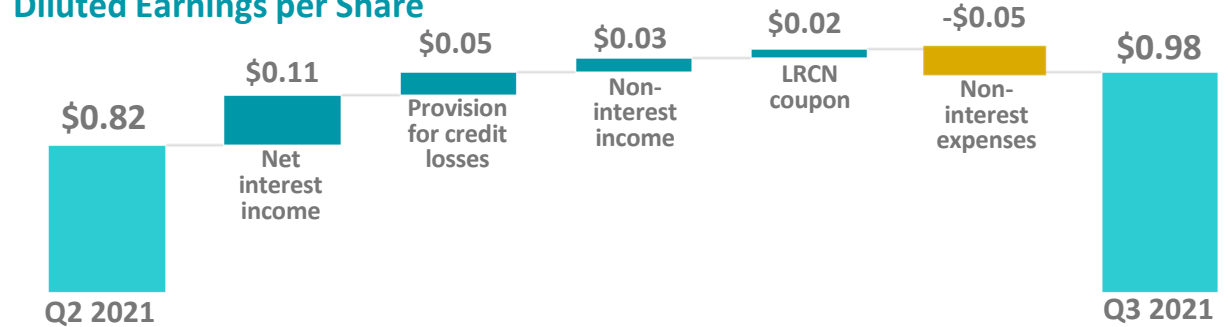 Diluted Earnings per Share
$0.82
Q2 2021
$0.11
Net
interest
income
$0.05
Provision
for credit
losses
$0.03
Non-
interest
income
$0.02
LRCN
coupon
-$0.05
Non-
interest
expenses
$0.98
Q3 2021